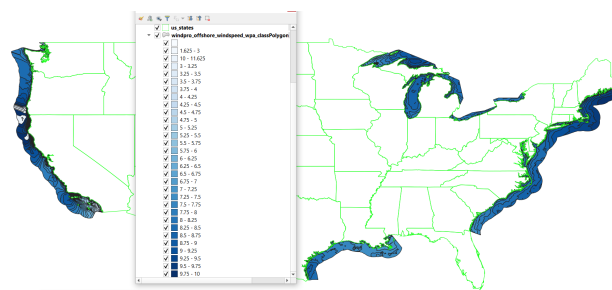 us_states
windpro_offshore_windspeed_wpa_classPolygon
1.625 - 3
10 - 11.625
3 - 3.25
3.25 - 3.5
3.5 - 3.75
3.75 - 4
4 - 4.25
4.25 - 4.5
4.5 - 4.75
4.75 - 5
5 - 5.25
5.25 - 5.5
5.5 - 5.75
5.75 - 6
6 - 6.25
6.25 - 6.5
6.5 - 6.75
6.75 - 7
7 - 7.25
7.25 - 7.5
7.5 - 7.75
7.75 - 8
8 - 8.25
8.25 - 8.5
8.5 - 8.75
8.75 - 9
9 - 9.25
9.25 - 9.5
9.5 - 9.75
9.75 - 10